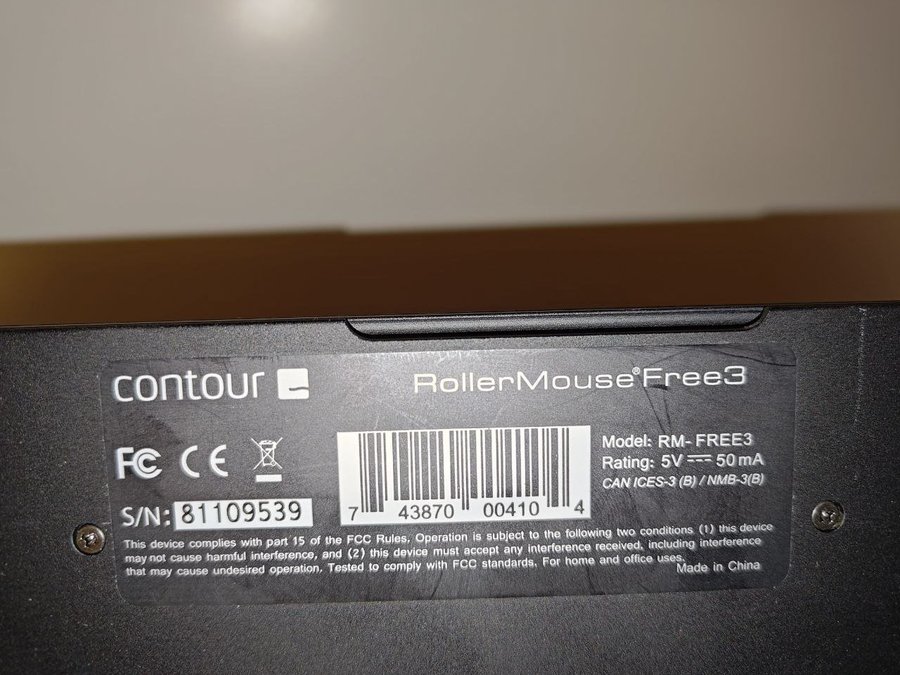 contour
RollerMouse®Free3
FC CE
Model: RM- FREE3
Rating: 5V ⎓ 50 mA
CAN ICES-3 (B) / NMB-3(B)
S/N: 81109539
7 43870 00410 4
This device complies with part 15 of the FCC Rules. Operation is subject to the following two conditions (1) this device
may not cause harmful interference, and (2) this device must accept any interference received, including interference
that may cause undesired operation. Tested to comply with FCC standards. For home and office uses.
Made in China